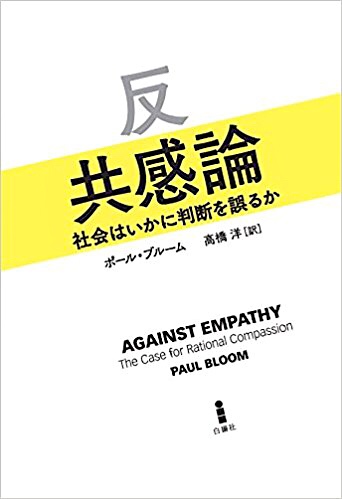 反
共感論
社会はいかに判断を誤るか
ポール・ブルーム　高橋 洋［訳］
AGAINST EMPATHY
The Case for Rational Compassion
PAUL BLOOM
白揚社